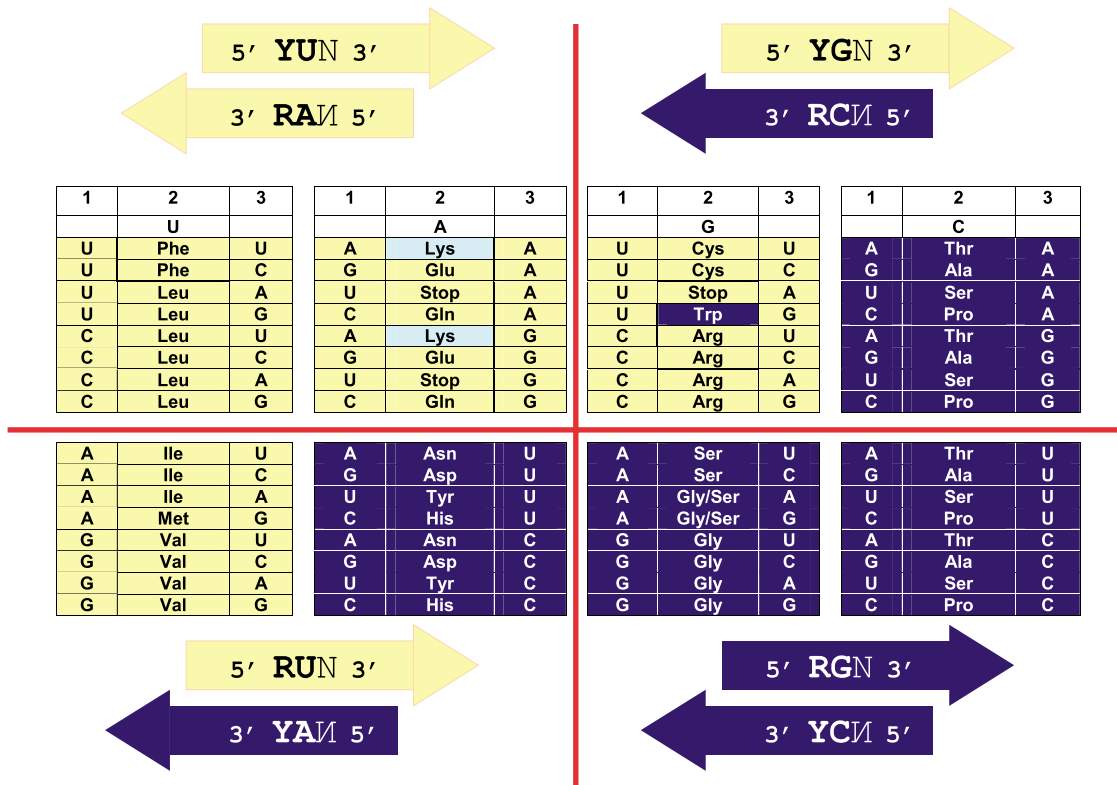 5′ YUN 3′
3′ RAИ 5′
5′ YGN 3′
3′ RCИ 5′
1 2 3
U
U Phe U
U Phe C
U Leu A
U Leu G
C Leu U
C Leu C
C Leu A
C Leu G
1 2 3
A
A Lys A
G Glu A
U Stop A
C Gln A
A Lys G
G Glu G
U Stop G
C Gln G
1 2 3
G
U Cys U
U Cys C
U Stop A
U Trp G
C Arg U
C Arg C
C Arg A
C Arg G
1 2 3
C
A Thr A
G Ala A
U Ser A
C Pro A
A Thr G
G Ala G
U Ser G
C Pro G
A Ile U
A Ile C
A Ile A
A Met G
G Val U
G Val C
G Val A
G Val G
A Asn U
G Asp U
U Tyr U
C His U
A Asn C
G Asp C
U Tyr C
C His C
A Ser U
A Ser C
A Gly/Ser A
A Gly/Ser G
G Gly U
G Gly C
G Gly A
G Gly G
A Thr U
G Ala U
U Ser U
C Pro U
A Thr C
G Ala C
U Ser C
C Pro C
5′ RUN 3′
3′ YAИ 5′
5′ RGN 3′
3′ YCИ 5′